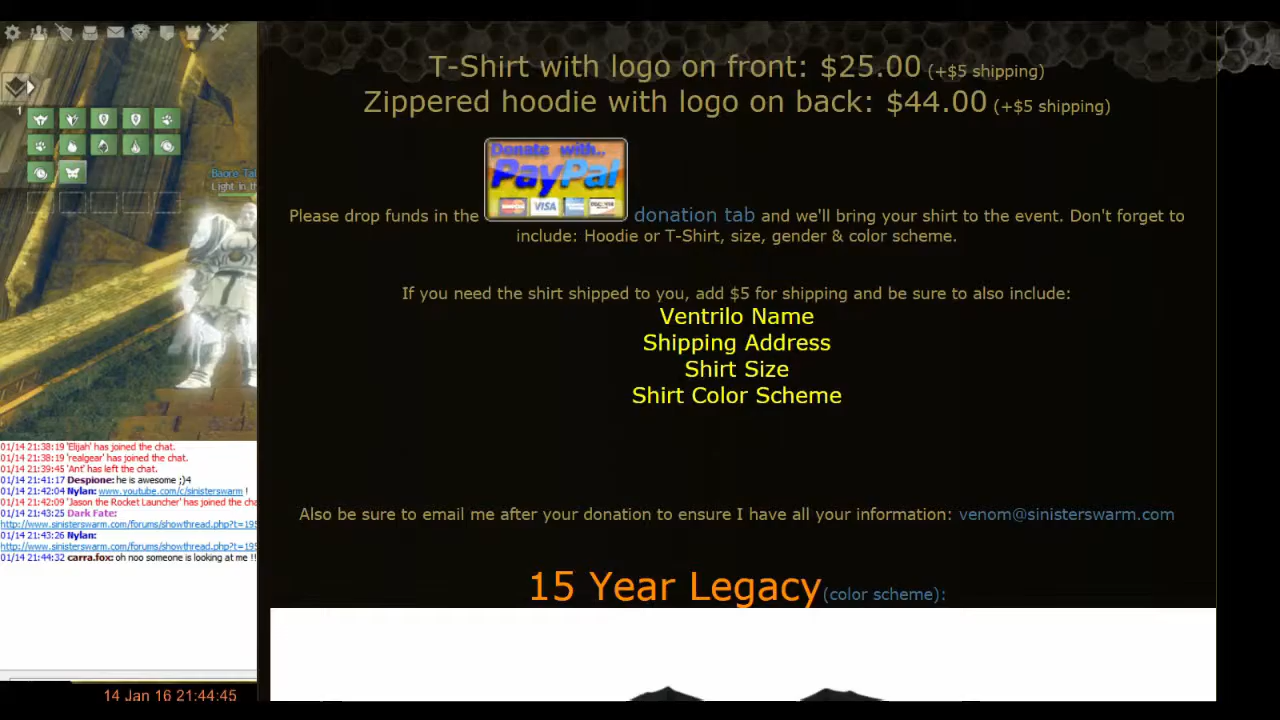 T-Shirt with logo on front: $25.00 (+$5 shipping)
Zippered hoodie with logo on back: $44.00 (+$5 shipping)
Donate with..
PayPal
VISA
Please drop funds in the donation tab and we'll bring your shirt to the event. Don't forget to
include: Hoodie or T-Shirt, size, gender & color scheme.
If you need the shirt shipped to you, add $5 for shipping and be sure to also include:
Ventrilo Name
Shipping Address
Shirt Size
Shirt Color Scheme
Also be sure to email me after your donation to ensure I have all your information: venom@sinisterswarm.com
15 Year Legacy(color scheme):
1
Light in th
01/14 21:38:19 'Elijah' has joined the chat.
01/14 21:38:19 'realgear' has joined the chat.
01/14 21:39:45 'Ant' has left the chat.
01/14 21:41:17 Despione: he is awesome ;)4
01/14 21:42:04 Nylan: www.youtube.com/c/sinisterswarm !
01/14 21:42:09 'Jason the Rocket Launcher' has joined the cha
01/14 21:43:25 Dark Fate:
http://www.sinisterswarm.com/forums/showthread.php?t=195
01/14 21:43:26 Nylan:
http://www.sinisterswarm.com/forums/showthread.php?t=195
01/14 21:44:32 carra.fox: oh noo someone is looking at me !!
14 Jan 16 21:44:45